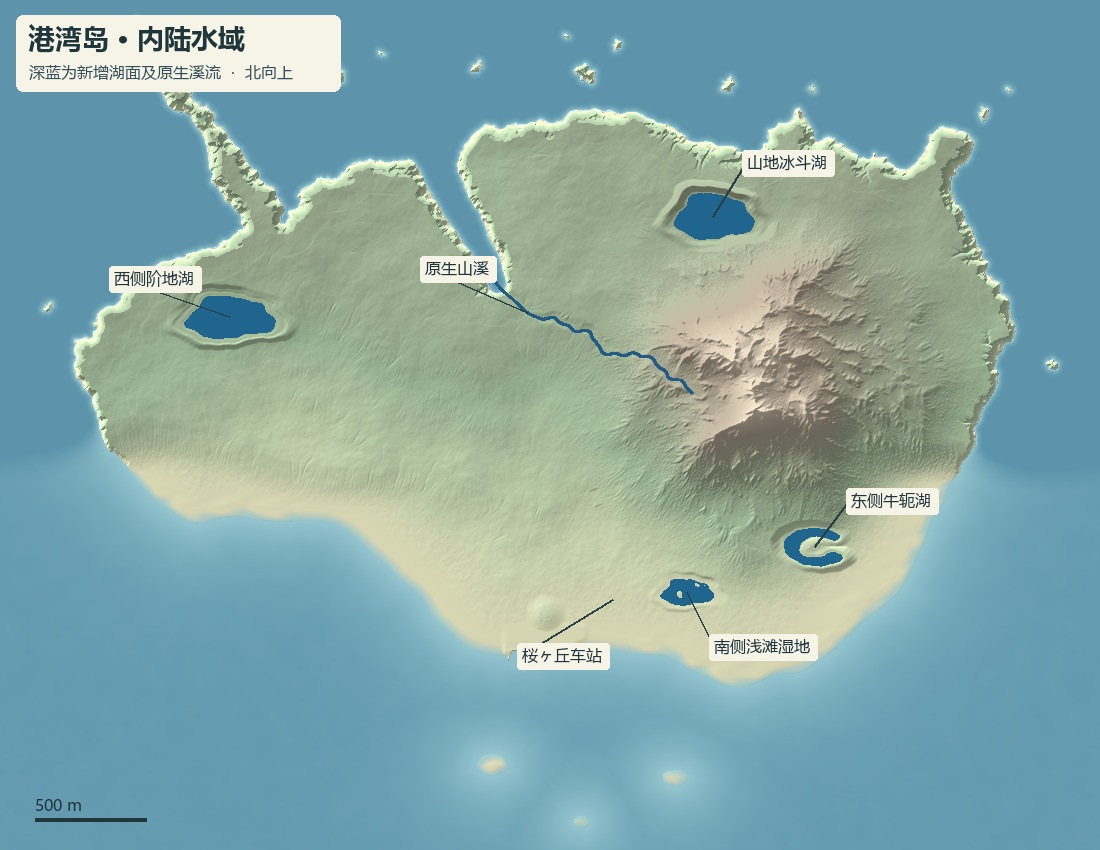 港湾岛 • 内陆水域
深蓝为新增湖面及原生溪流 · 北向上
山地冰斗湖
原生山溪
西侧阶地湖
东侧牛轭湖
南侧浅滩湿地
桜ヶ丘车站
500 m